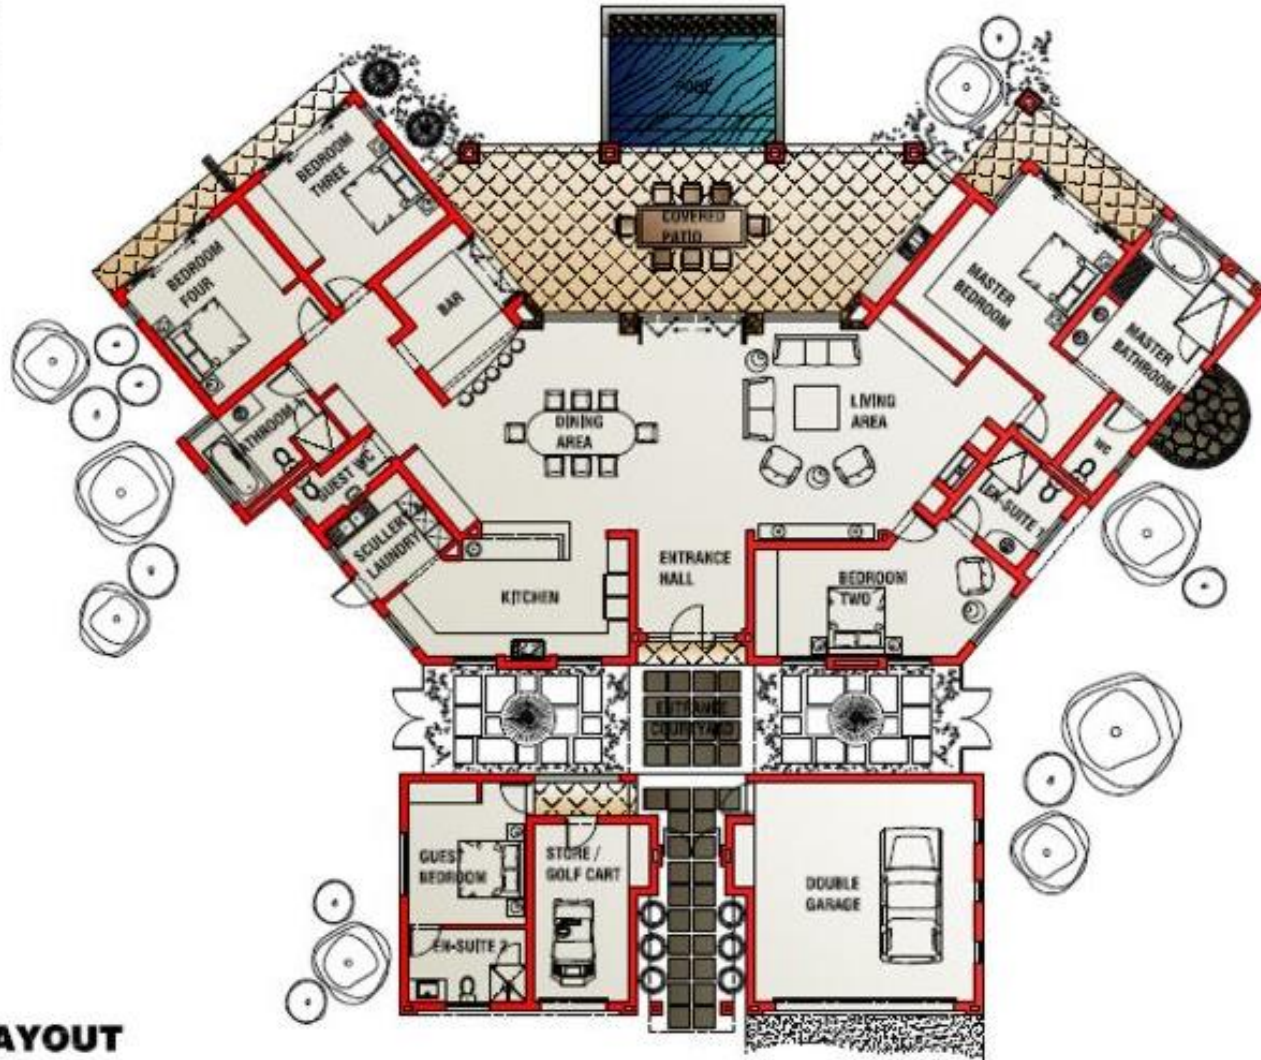 POOL
BEDROOM
THREE
COVERED
PATIO
BEDROOM
FOUR
BAR
MASTER
BEDROOM
MASTER
BATHROOM
LIVING
AREA
DINING
AREA
BATHROOM
GUEST WC
WC
SCULLERY
LAUNDRY
EN-SUITE 1
ENTRANCE
HALL
KITCHEN
BEDROOM
TWO
ENTRANCE
COURTYARD
GUEST
BEDROOM
STORE /
GOLF CART
DOUBLE
GARAGE
EN-SUITE 2
AYOUT